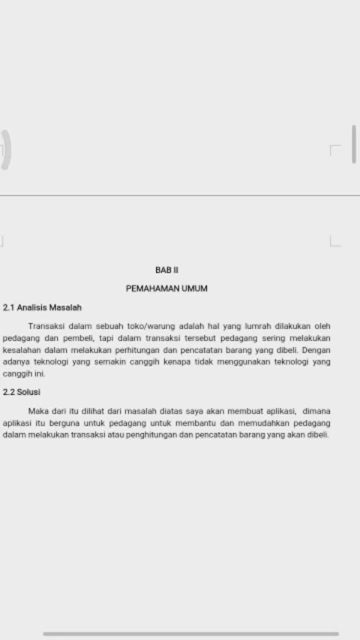 BAB II
PEMAHAMAN UMUM
2.1 Analisis Masalah
Transaksi dalam sebuah toko/warung adalah hal yang lumrah dilakukan oleh
pedagang dan pembeli, tapi dalam transaksi tersebut pedagang sering melakukan
kesalahan dalam melakukan perhitungan dan pencatatan barang yang dibeli. Dengan
adanya teknologi yang semakin canggih kenapa tidak menggunakan teknologi yang
canggih ini.
2.2 Solusi
Maka dari itu dilihat dari masalah diatas saya akan membuat aplikasi, dimana
aplikasi itu berguna untuk pedagang untuk membantu dan memudahkan pedagang
dalam melakukan transaksi atau penghitungan dan pencatatan barang yang akan dibeli.